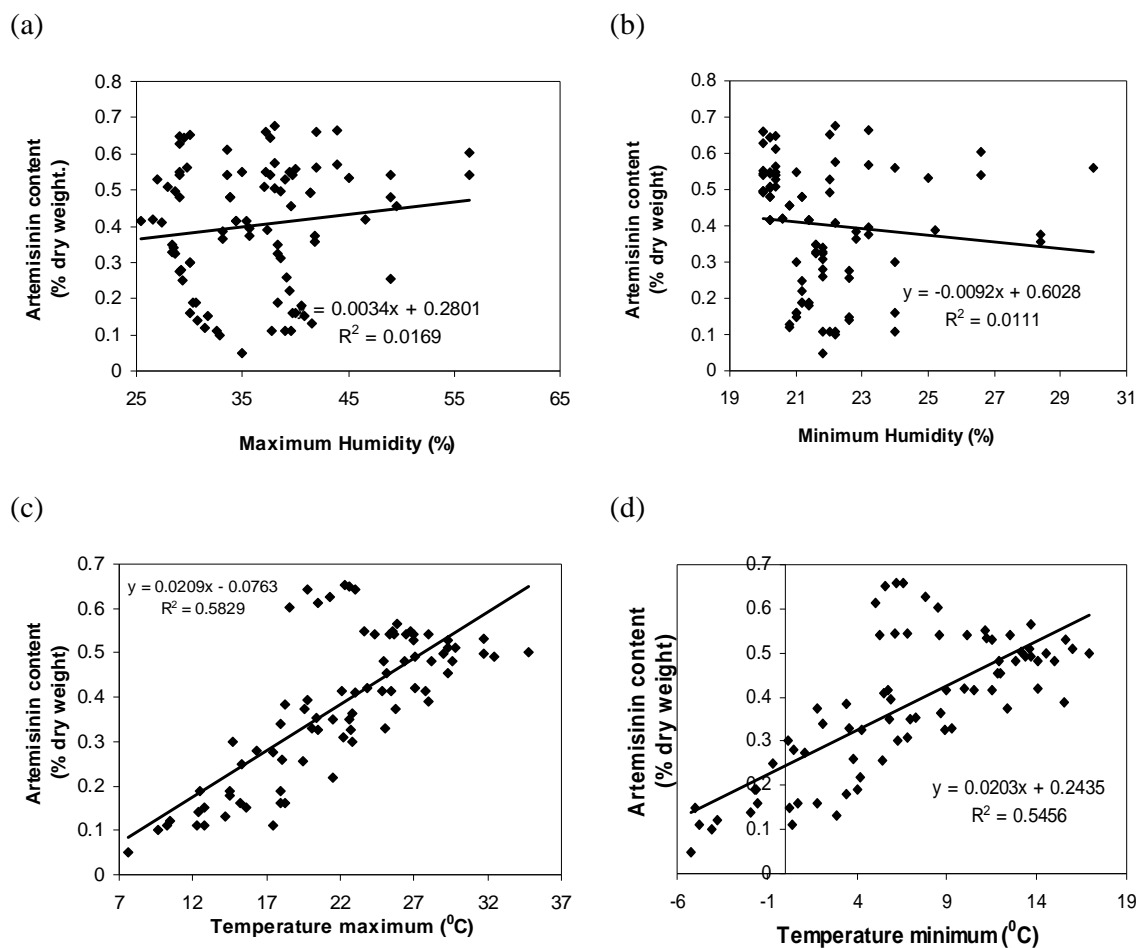 (a)
(b)
0.8
0.7
0.6
0.5
0.4
0.3
0.2
0.1
0
Artemisinin content
(% dry weight.)
= 0.0034x + 0.2801
R² = 0.0169
25 35 45 55 65
Maximum Humidity (%)
0.8
0.7
0.6
0.5
0.4
0.3
0.2
0.1
0
Artemisinin content
(% dry weight)
y = -0.0092x + 0.6028
R² = 0.0111
19 21 23 25 27 29 31
Minimum Humidity (%)
(c)
(d)
0.7
0.6
0.5
0.4
0.3
0.2
0.1
0
Artemisinin content
(% dry weight)
y = 0.0209x - 0.0763
R² = 0.5829
7 12 17 22 27 32 37
Temperature maximum (⁰C)
0.7
0.6
0.5
0.4
0.3
0.2
0.1
0
Artemisinin content
(% dry weight)
y = 0.0203x + 0.2435
R² = 0.5456
-6 -1 4 9 14 19
Temperature minimum (⁰C)